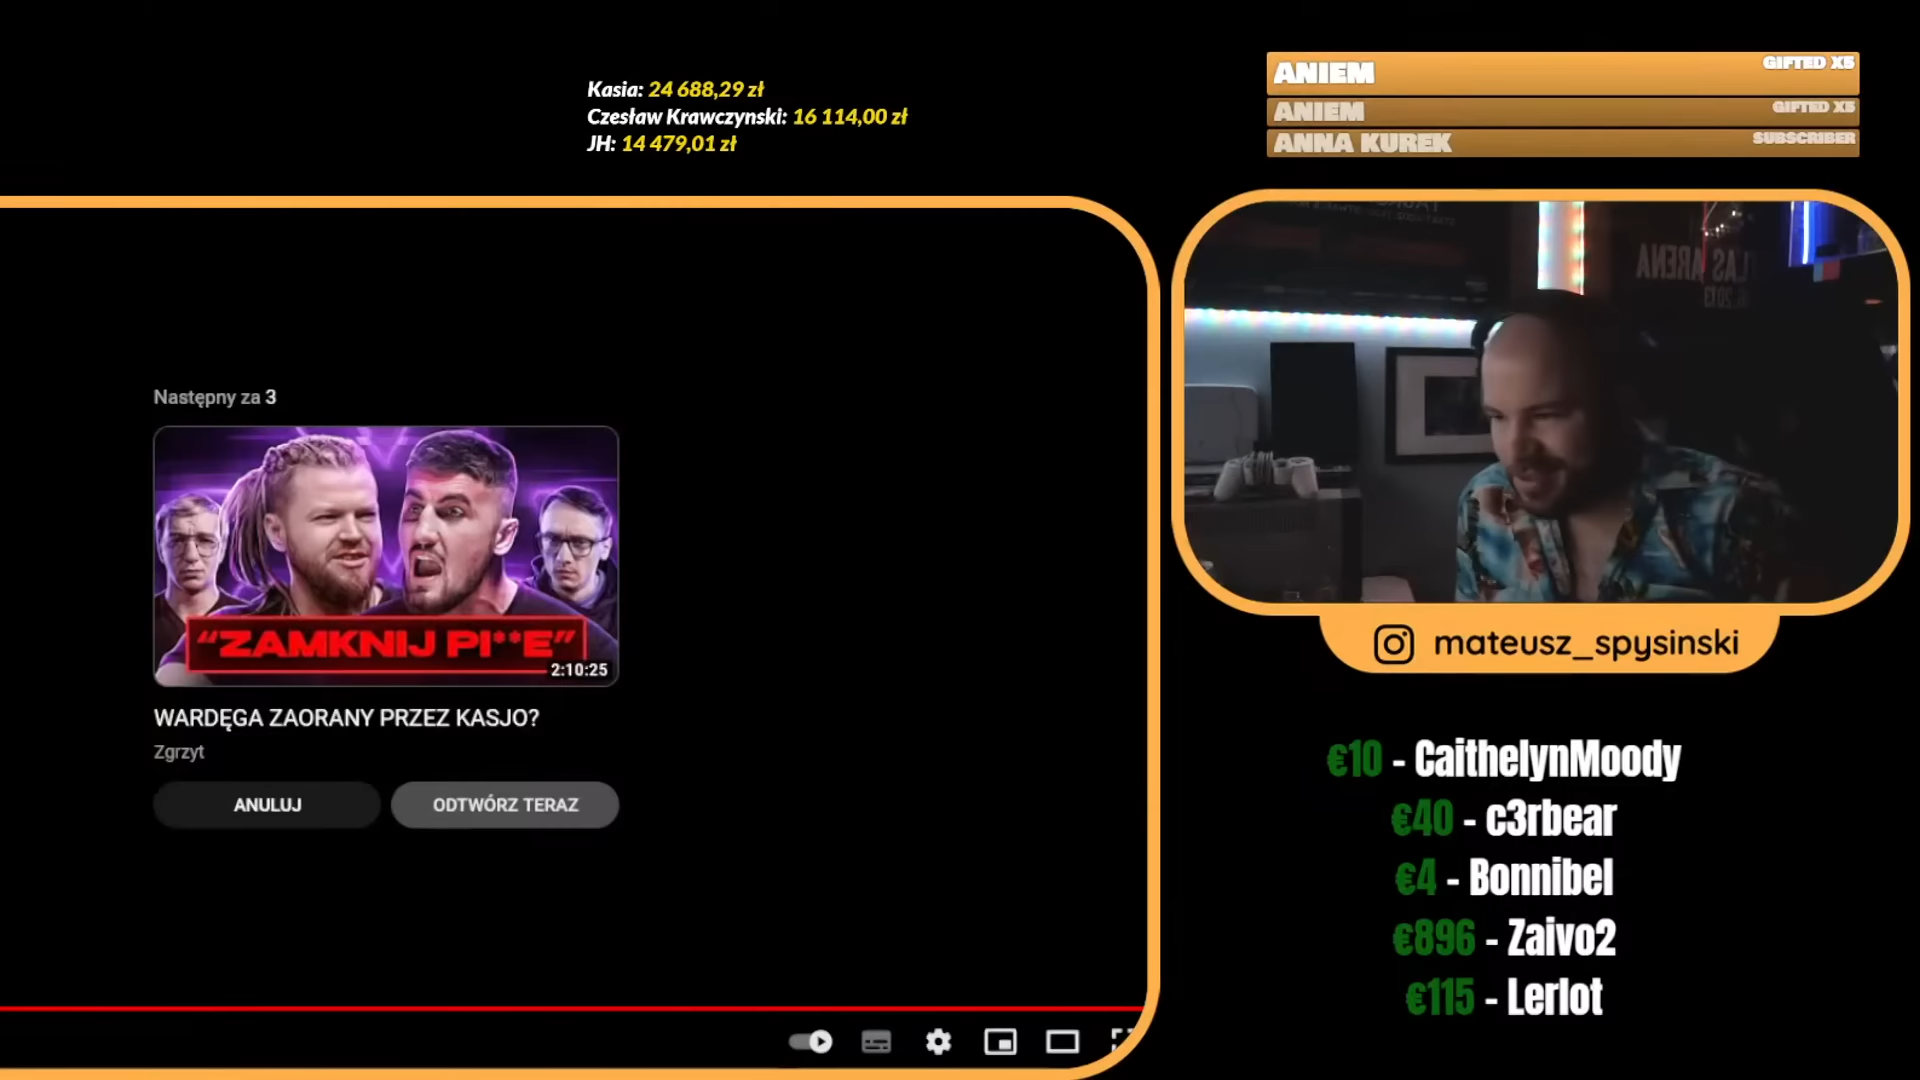 Kasia: 24 688,29 zł
Czesław Krawczynski: 16 114,00 zł
JH: 14 479,01 zł
ANIEM GIFTED X5
ANIEM GIFTED X5
ANNA KUREK SUBSCRIBER
ARENA
2013
Następny za 3
"ZAMKNIJ PI**E"
2:10:25
WARDĘGA ZAORANY PRZEZ KASJO?
Zgrzyt
ANULUJ
ODTWÓRZ TERAZ
mateusz_spysinski
€10 - CaithelynMoody
€40 - c3rbear
€4 - Bonnibel
€896 - Zaivo2
€115 - Lerlot